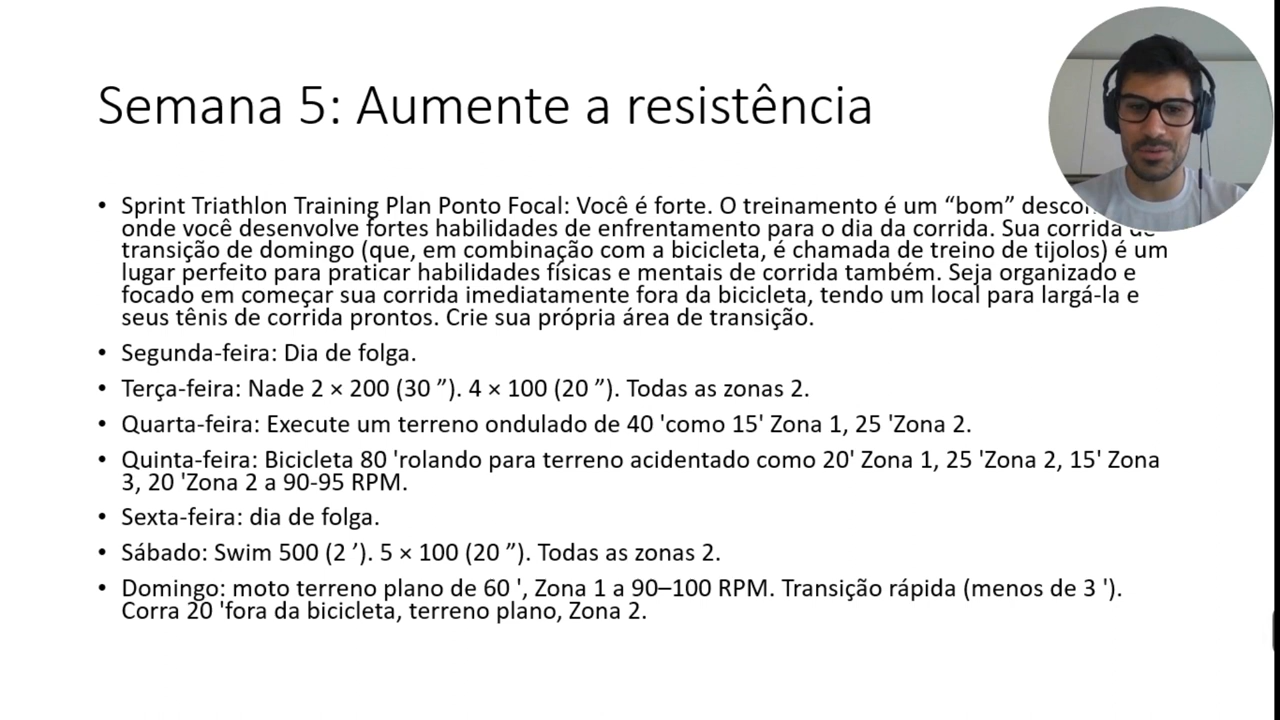 Semana 5: Aumente a resistência
• Sprint Triathlon Training Plan Ponto Focal: Você é forte. O treinamento é um “bom”
onde você desenvolve fortes habilidades de enfrentamento para o dia da corrida. Sua corrida de
transição de domingo (que, em combinação com a bicicleta, é chamada de treino de tijolos) é um
lugar perfeito para praticar habilidades físicas e mentais de corrida também. Seja organizado e
focado em começar sua corrida imediatamente fora da bicicleta, tendo um local para largá-la e
seus tênis de corrida prontos. Crie sua própria área de transição.
• Segunda-feira: Dia de folga.
• Terça-feira: Nade 2 × 200 (30 ”). 4 × 100 (20 ”). Todas as zonas 2.
• Quarta-feira: Execute um terreno ondulado de 40 'como 15' Zona 1, 25 'Zona 2.
• Quinta-feira: Bicicleta 80 'rolando para terreno acidentado como 20' Zona 1, 25 'Zona 2, 15' Zona
3, 20 'Zona 2 a 90-95 RPM.
• Sexta-feira: dia de folga.
• Sábado: Swim 500 (2 ’). 5 × 100 (20 ”). Todas as zonas 2.
• Domingo: moto terreno plano de 60 ', Zona 1 a 90–100 RPM. Transição rápida (menos de 3 ').
Corra 20 'fora da bicicleta, terreno plano, Zona 2.